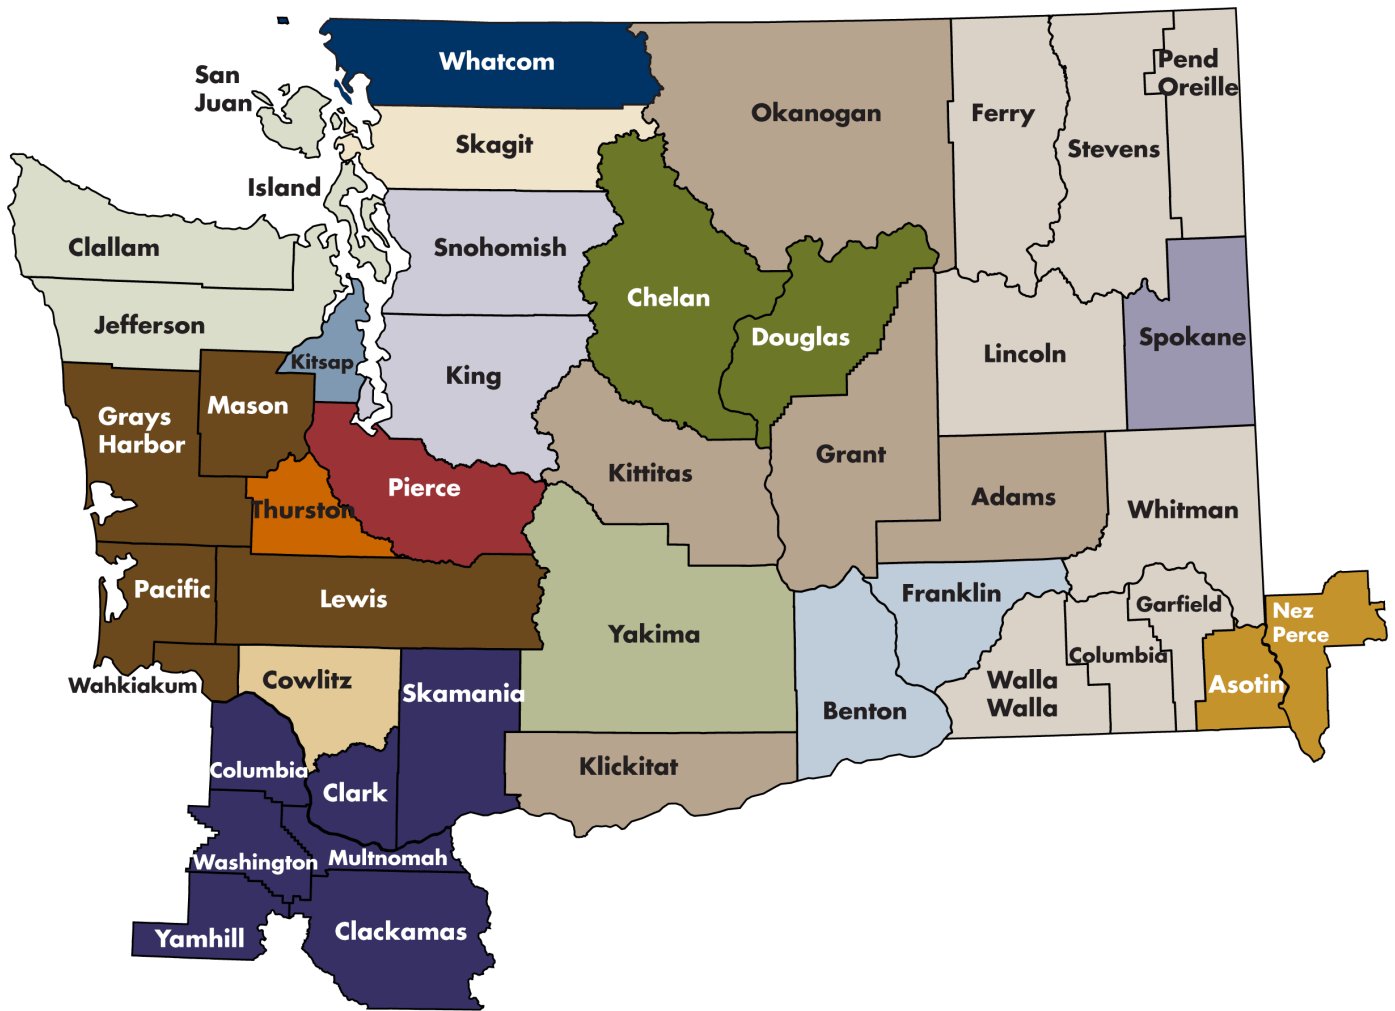 Whatcom
San
Juan
Pend
Oreille
Okanogan
Ferry
Skagit
Stevens
Island
Clallam
Snohomish
Chelan
Jefferson
Douglas
Spokane
Kitsap
Lincoln
King
Mason
Grays
Harbor
Grant
Kittitas
Pierce
Adams
Thurston
Whitman
Pacific
Lewis
Franklin
Garfield
Nez
Perce
Yakima
Columbia
Wahkiakum
Cowlitz
Skamania
Walla
Walla
Asotin
Benton
Columbia
Klickitat
Clark
Washington
Multnomah
Yamhill
Clackamas